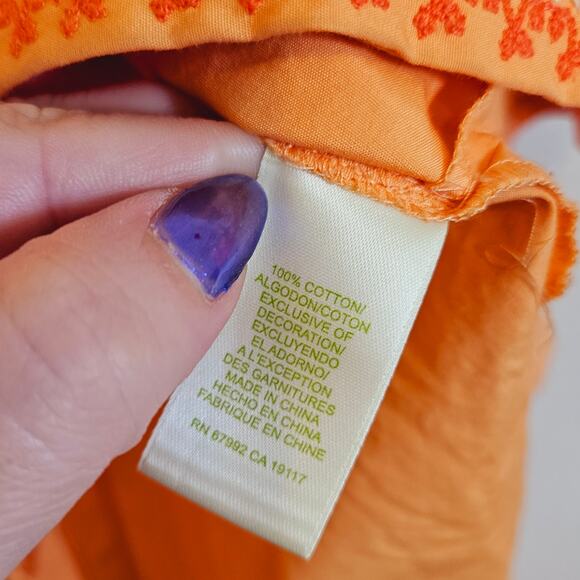 100% COTTON/
ALGODON/COTON
EXCLUSIVE OF
DECORATION/
EXCLUYENDO
EL ADORNO/
A L'EXCEPTION
DES GARNITURES
MADE IN CHINA
HECHO EN CHINA
FABRIQUE EN CHINE
RN 67992 CA 19117